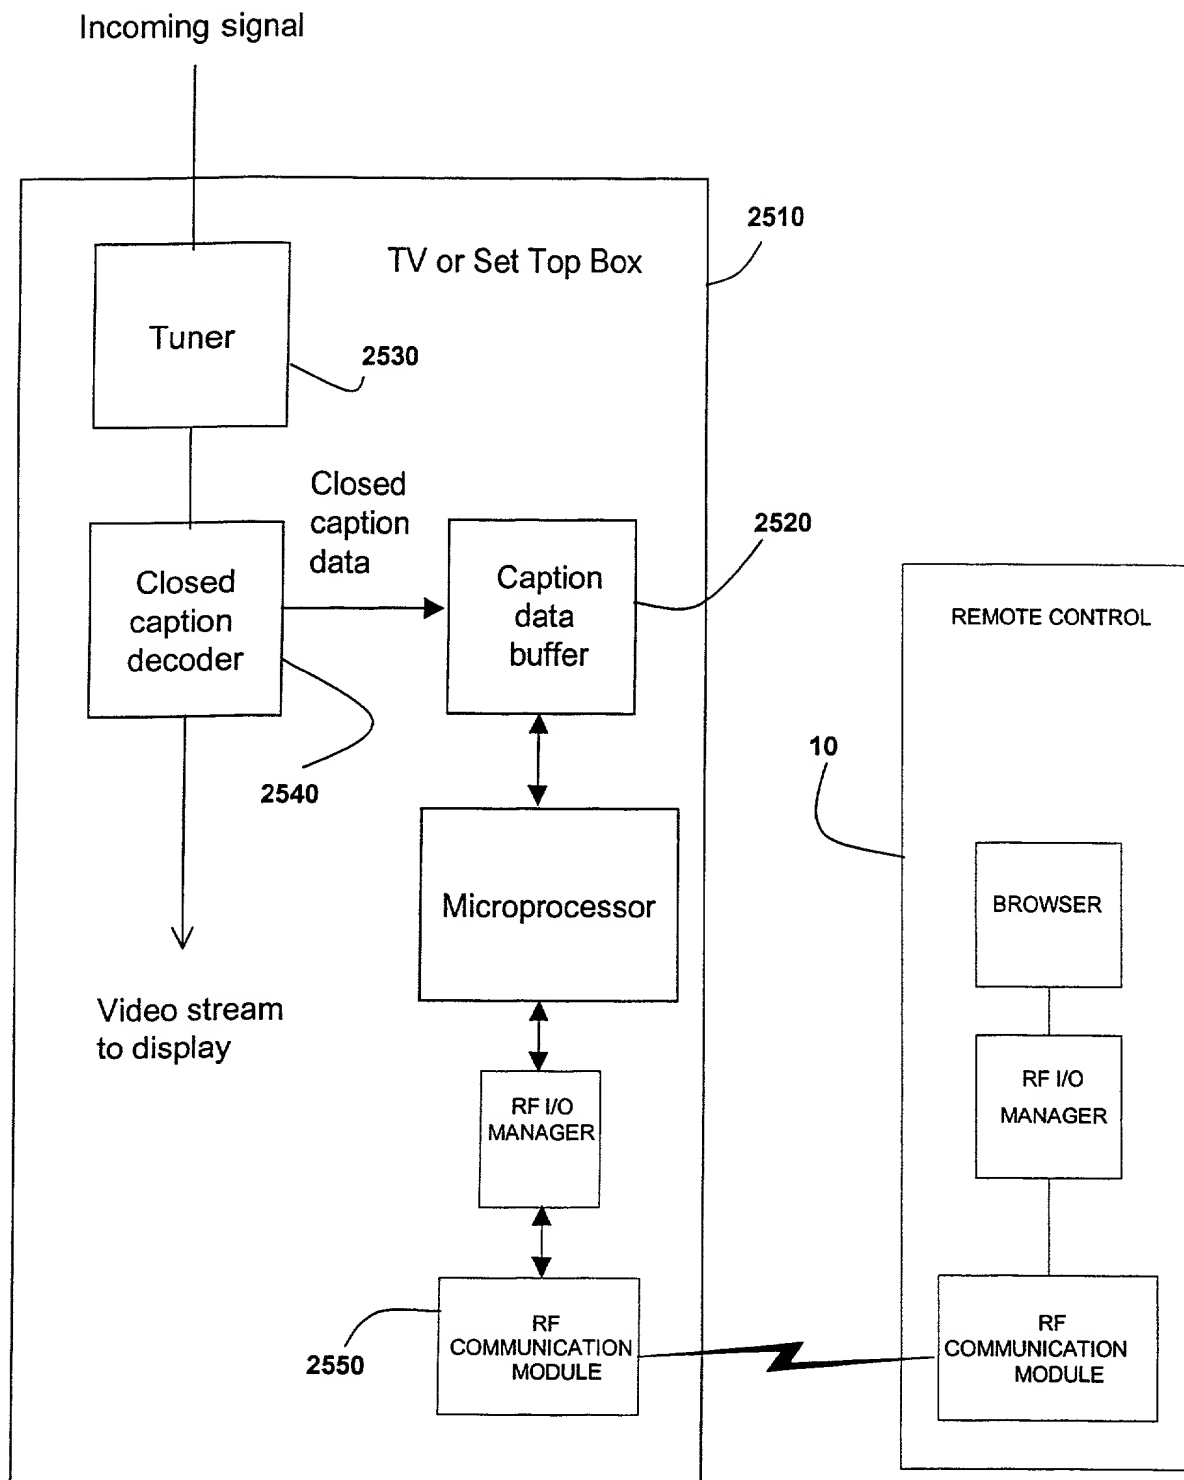 Incoming signal
2510
TV or Set Top Box
Tuner
2530
Closed
caption
data
2520
Closed
caption
decoder
Caption
data
buffer
REMOTE CONTROL
2540
10
Microprocessor
BROWSER
Video stream
to display
RF I/O
MANAGER
RF I/O
MANAGER
2550
RF
COMMUNICATION
MODULE
RF
COMMUNICATION
MODULE